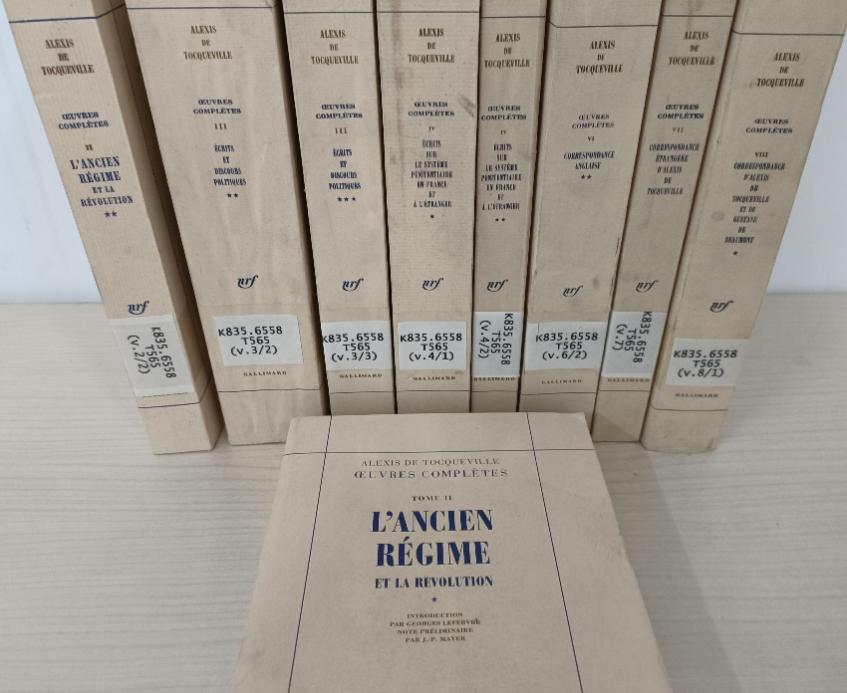 ALEXIS
DE
TOCQUEVILLE
ŒUVRES
COMPLÈTES
II
L'ANCIEN
RÉGIME
ET LA
RÉVOLUTION
**
nrf
K835.6558
T565
(v.2/2)
ALEXIS
DE
TOCQUEVILLE
ŒUVRES
COMPLÈTES
III
ÉCRITS
ET
DISCOURS
POLITIQUES
**
nrf
K835.6558
T565
(v.3/2)
GALLIMARD
ALEXIS
DE
TOCQUEVILLE
ŒUVRES
COMPLÈTES
III
ÉCRITS
ET
DISCOURS
POLITIQUES
***
nrf
K835.6558
T565
(v.3/3)
GALLIMARD
ALEXIS
DE
TOCQUEVILLE
ŒUVRES
COMPLÈTES
IV
ÉCRITS
SUR
LE SYSTÈME
PÉNITENTIAIRE
EN FRANCE
ET
À L'ÉTRANGER
*
nrf
K835.6558
T565
(v.4/1)
GALLIMARD
ALEXIS
DE
TOCQUEVILLE
ŒUVRES
COMPLÈTES
IV
ÉCRITS
SUR
LE SYSTÈME
PÉNITENTIAIRE
EN FRANCE
ET
À L'ÉTRANGER
**
nrf
K835.6558
T565
(v.4/2)
GALLIMARD
ALEXIS
DE
TOCQUEVILLE
ŒUVRES
COMPLÈTES
VI
CORRESPONDANCE
ANGLAISE
**
nrf
K835.6558
T565
(v.6/2)
GALLIMARD
ALEXIS
DE
TOCQUEVILLE
ŒUVRES
COMPLÈTES
VII
CORRESPONDANCE
ÉTRANGÈRE
D'ALEXIS
DE
TOCQUEVILLE
nrf
K835.6558
T565
(v.7)
GALLIMARD
ALEXIS
DE
TOCQUEVILLE
ŒUVRES
COMPLÈTES
VIII
CORRESPONDANCE
D'ALEXIS
DE
TOCQUEVILLE
ET DE
GUSTAVE
DE
BEAUMONT
*
nrf
K835.6558
T565
(v.8/1)
GALLIMARD
ALEXIS DE TOCQUEVILLE
ŒUVRES COMPLÈTES
TOME II
L'ANCIEN
RÉGIME
ET LA RÉVOLUTION
*
INTRODUCTION
PAR GEORGES LEFEBVRE
NOTE PRÉLIMINAIRE
PAR J.-P. MAYER